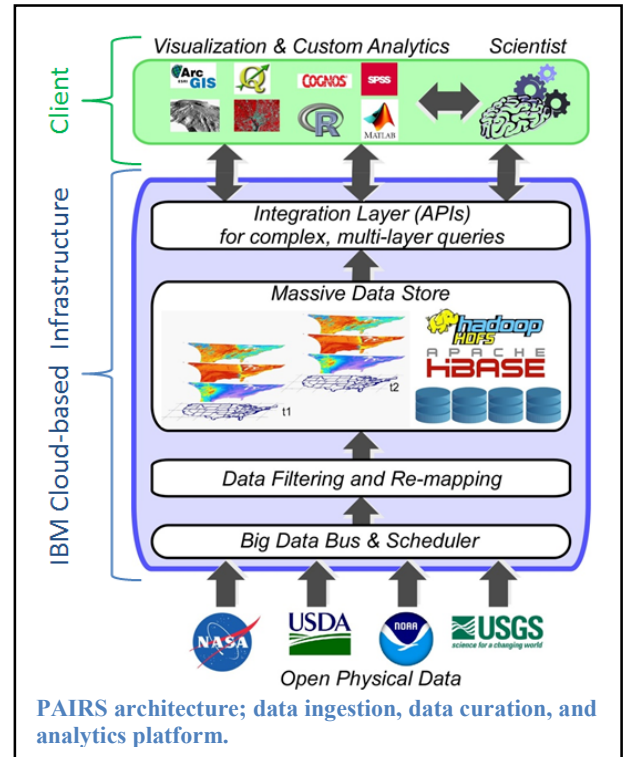 Visualization & Custom Analytics
Scientist
Arc
GIS
Q
COGNOS
SPSS
R
MATLAB
Client
IBM Cloud-based Infrastructure
Integration Layer (APIs)
for complex, multi-layer queries
Massive Data Store
t1
t2
hadoop
HDFS
APACHE
HBASE
Data Filtering and Re-mapping
Big Data Bus & Scheduler
NASA
USDA
NOAA
USGS
science for a changing world
Open Physical Data
PAIRS architecture; data ingestion, data curation, and
analytics platform.